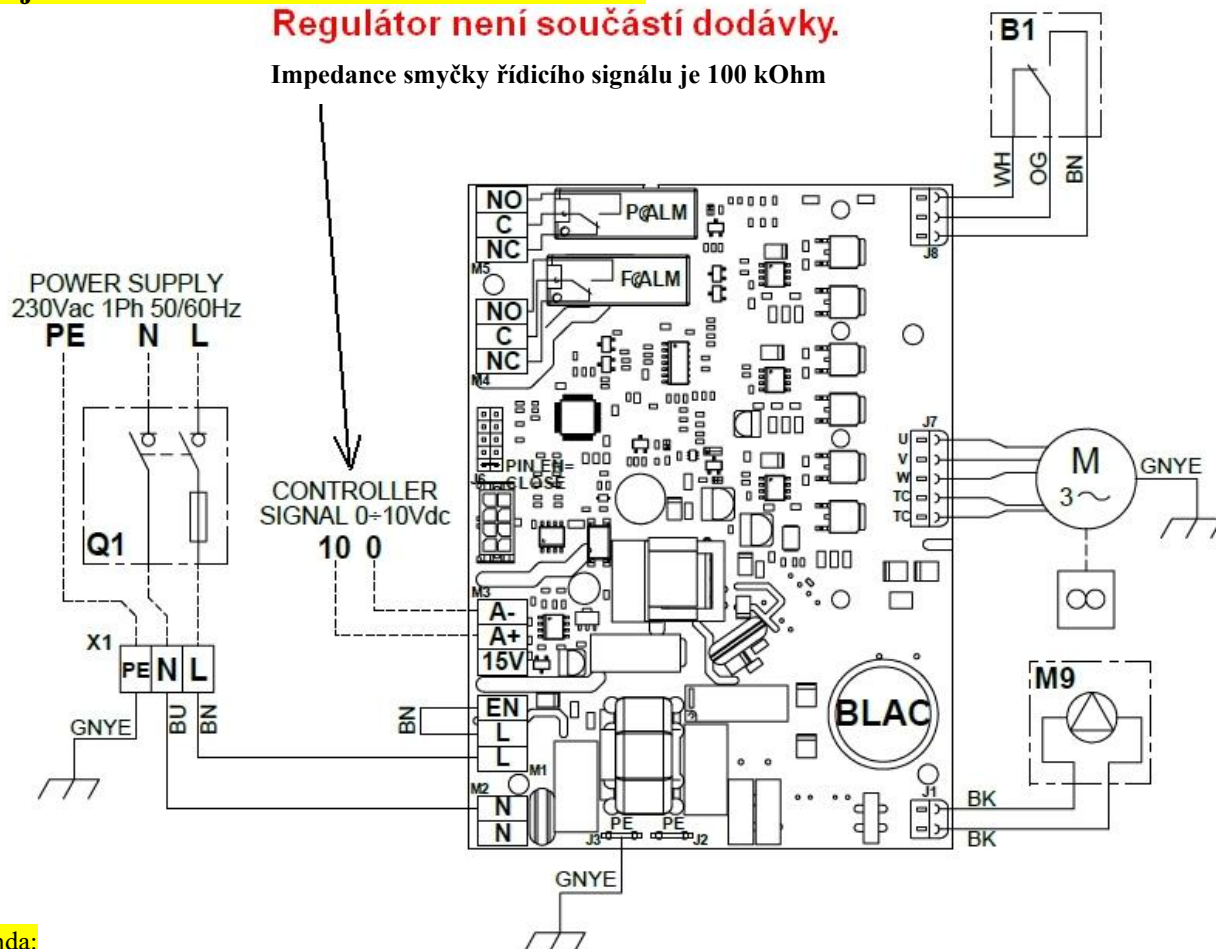 Regulátor není součástí dodávky.
Impedance smyčky řídicího signálu je 100 kOhm
B1
WH
OG
BN
NO
C
NC
M5
ALM
NO
C
NC
M4
ALM
J8
POWER SUPPLY
230Vac 1Ph 50/60Hz
PE N L
Q1
CONTROLLER
SIGNAL 0÷10Vdc
10 0
PIN EN=
CLOSE
J6
J7
U
V
W
TC
TC
M
3~
GNYE
M3
A-
A+
15V
X1
PE N L
GNYE
BU
BN
BN
EN
L
L
M1
M2
N
N
BLAC
M9
J1
BK
BK
PE
PE
J3
J2
GNYE
nda: